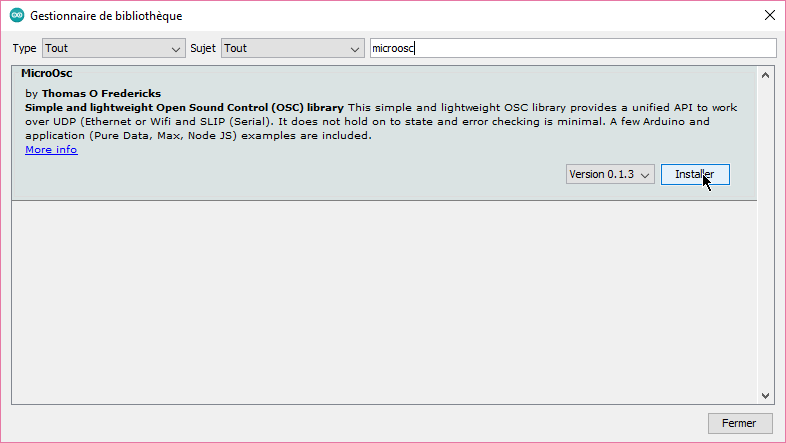 Gestionnaire de bibliothèque
Type Tout Sujet Tout microosc
MicroOsc
by Thomas O Fredericks
Simple and lightweight Open Sound Control (OSC) library This simple and lightweight OSC library provides a unified API to work
over UDP (Ethernet or Wifi and SLIP (Serial). It does not hold on to state and error checking is minimal. A few Arduino and
application (Pure Data, Max, Node JS) examples are included.
More info
Version 0.1.3 Installer
Fermer